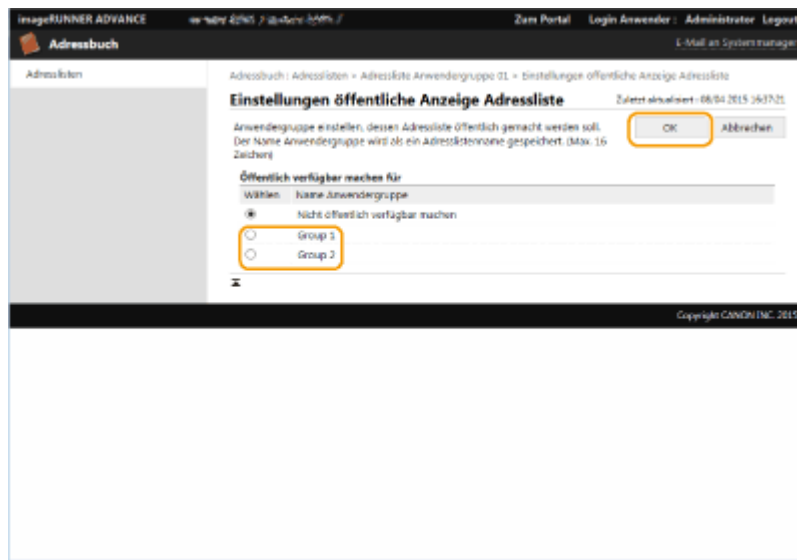 imageRUNNER ADVANCE
Zum Portal Login Anwender : Administrator Logout
Adressbuch
E-Mail an Systemmanager
Adresslisten
Adressbuch : Adresslisten > Adressliste Anwendergruppe 01 > Einstellungen öffentliche Anzeige Adressliste
Einstellungen öffentliche Anzeige Adressliste
Zuletzt aktualisiert : 08/04 2015 16:37:21
Anwendergruppe einstellen, dessen Adressliste öffentlich gemacht werden soll.
Der Name Anwendergruppe wird als ein Adresslistenname gespeichert. (Max. 16
Zeichen)
OK Abbrechen
Öffentlich verfügbar machen für
Wählen Name Anwendergruppe
Nicht öffentlich verfügbar machen
Group 1
Group 2
Copyright CANON INC. 2015